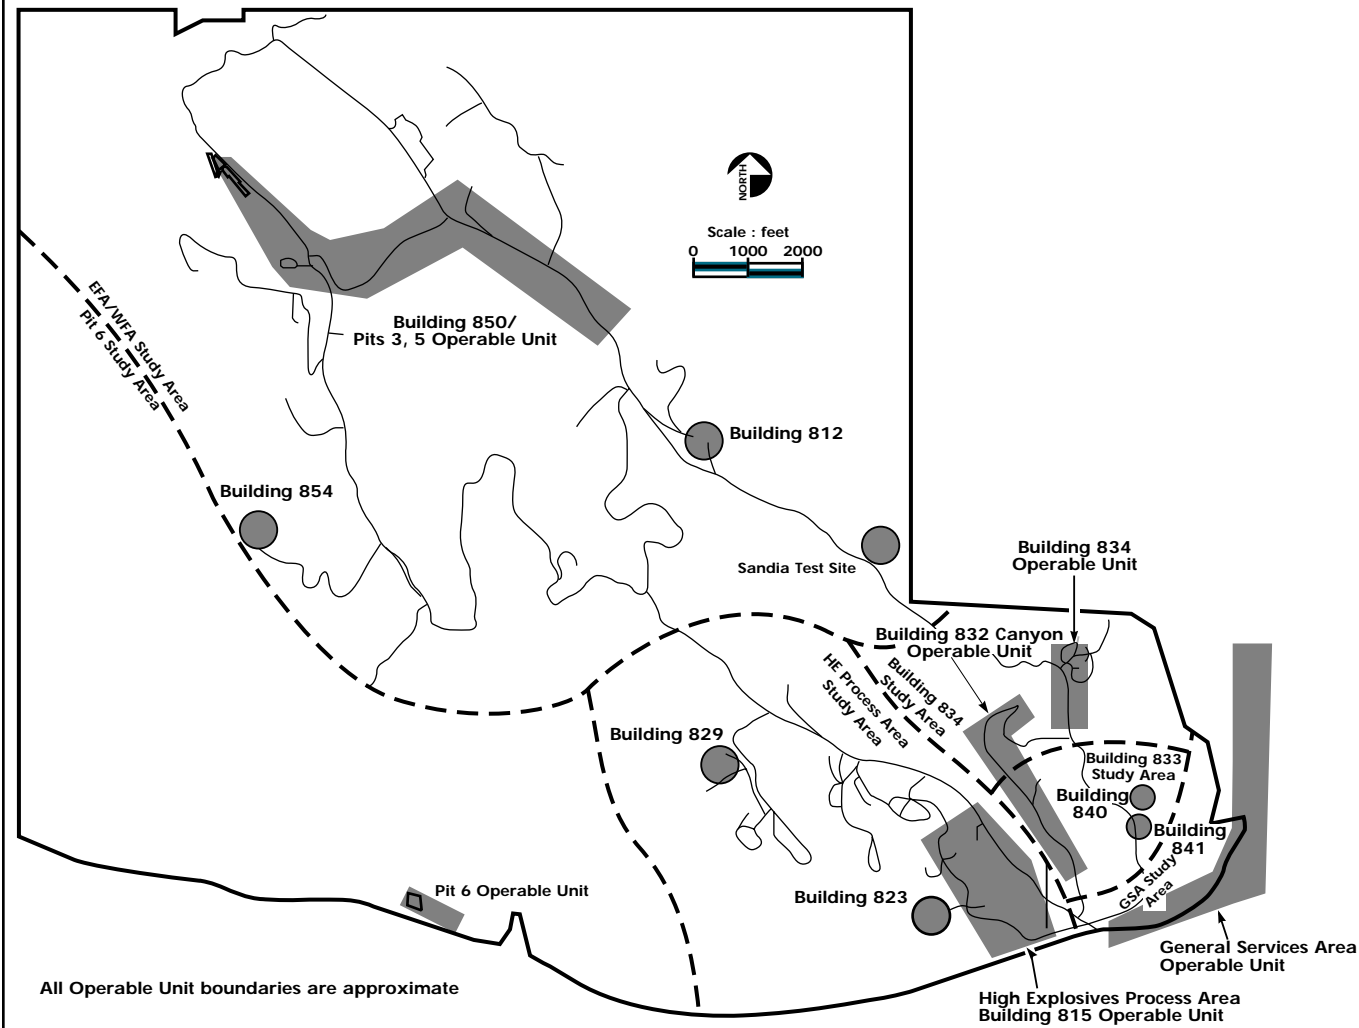 NORTH
Scale : feet
0 1000 2000
EFA/WFA Study Area
Pit 6 Study Area
Building 850/
Pits 3, 5 Operable Unit
Building 812
Building 854
Sandia Test Site
Building 834
Operable Unit
Building 832 Canyon
Operable Unit
Building 834
Study Area
HE Process Area
Study Area
Building 829
Building 833
Study Area
Building
840
Building
841
GSA Study
Area
Building 823
Pit 6 Operable Unit
General Services Area
Operable Unit
All Operable Unit boundaries are approximate
High Explosives Process Area
Building 815 Operable Unit